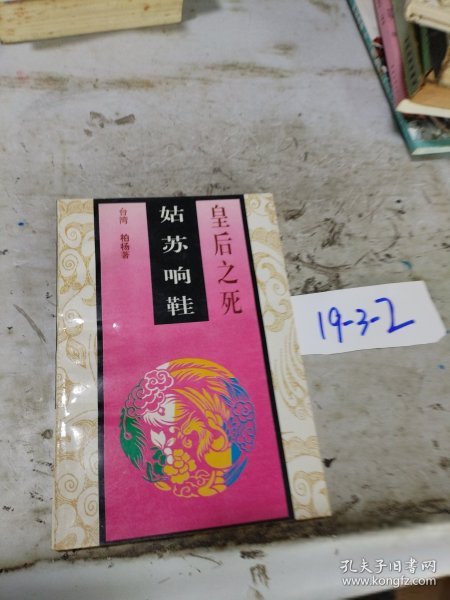 皇后之死
姑苏响鞋
台湾 柏杨著
19-3-2
孔夫子旧书网
www.kongfz.com